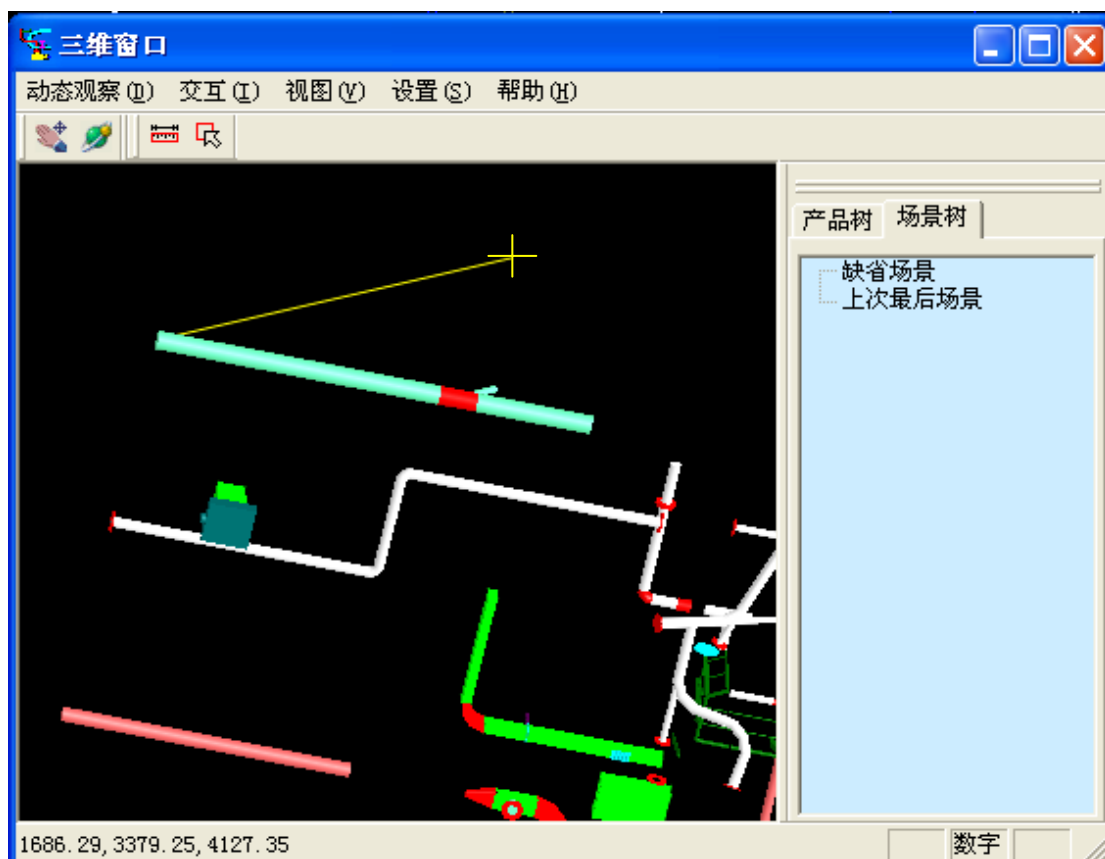 三维窗口
动态观察(D) 交互(I) 视图(V) 设置(S) 帮助(H)
产品树 场景树
缺省场景
上次最后场景
1686.29,3379.25,4127.35 数字